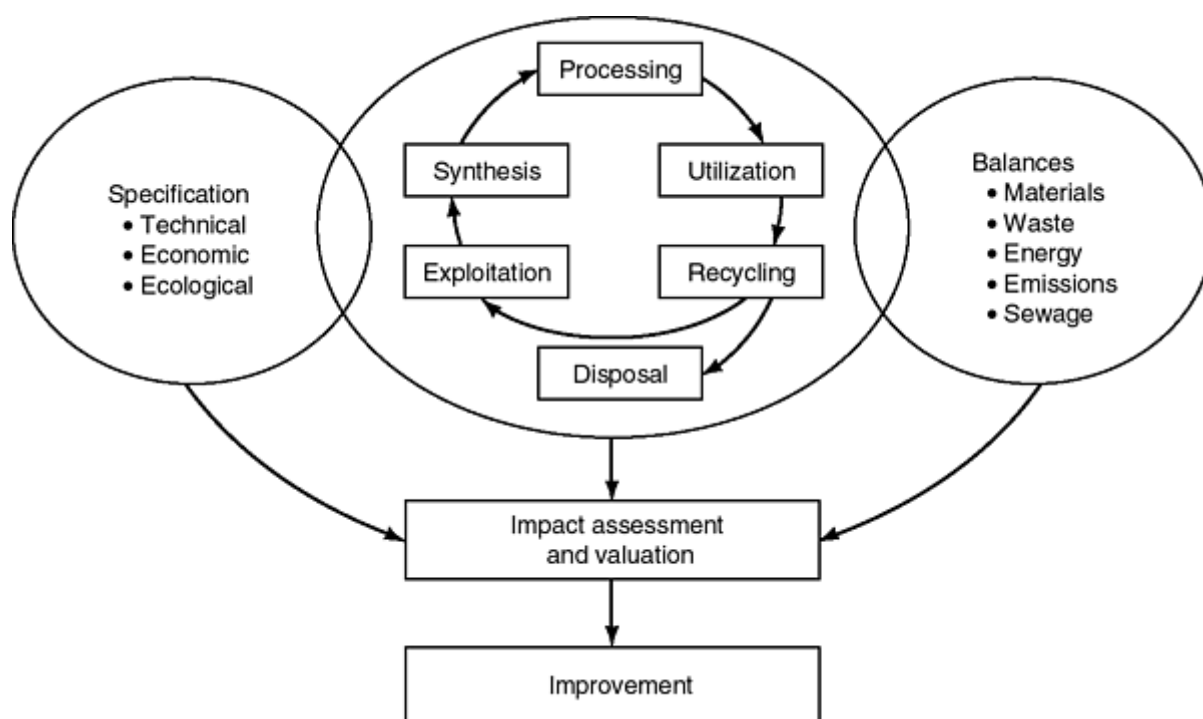 Processing
Synthesis
Utilization
Exploitation
Recycling
Disposal
Specification
• Technical
• Economic
• Ecological
Balances
• Materials
• Waste
• Energy
• Emissions
• Sewage
Impact assessment
and valuation
Improvement